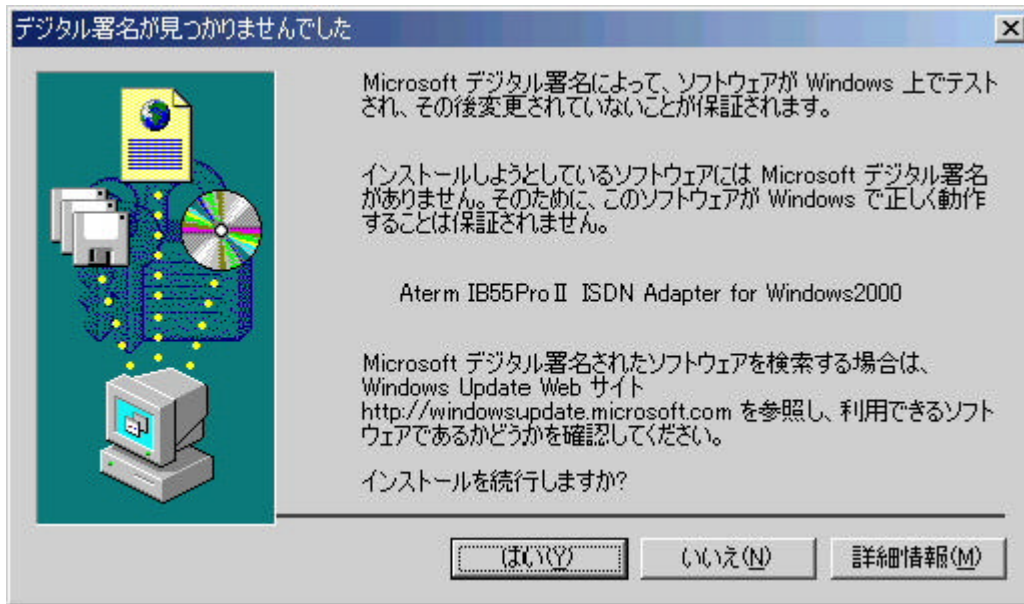 デジタル署名が見つかりませんでした
Microsoft デジタル署名によって、ソフトウェアが Windows 上でテスト
され、その後変更されていないことが保証されます。
インストールしようとしているソフトウェアには Microsoft デジタル署名
がありません。そのために、このソフトウェアが Windows で正しく動作
することは保証されません。
Aterm IB55ProⅡ ISDN Adapter for Windows2000
Microsoft デジタル署名されたソフトウェアを検索する場合は、
Windows Update Web サイト
http://windowsupdate.microsoft.com を参照し、利用できるソフト
ウェアであるかどうかを確認してください。
インストールを続行しますか?
はい(Y) いいえ(N) 詳細情報(M)